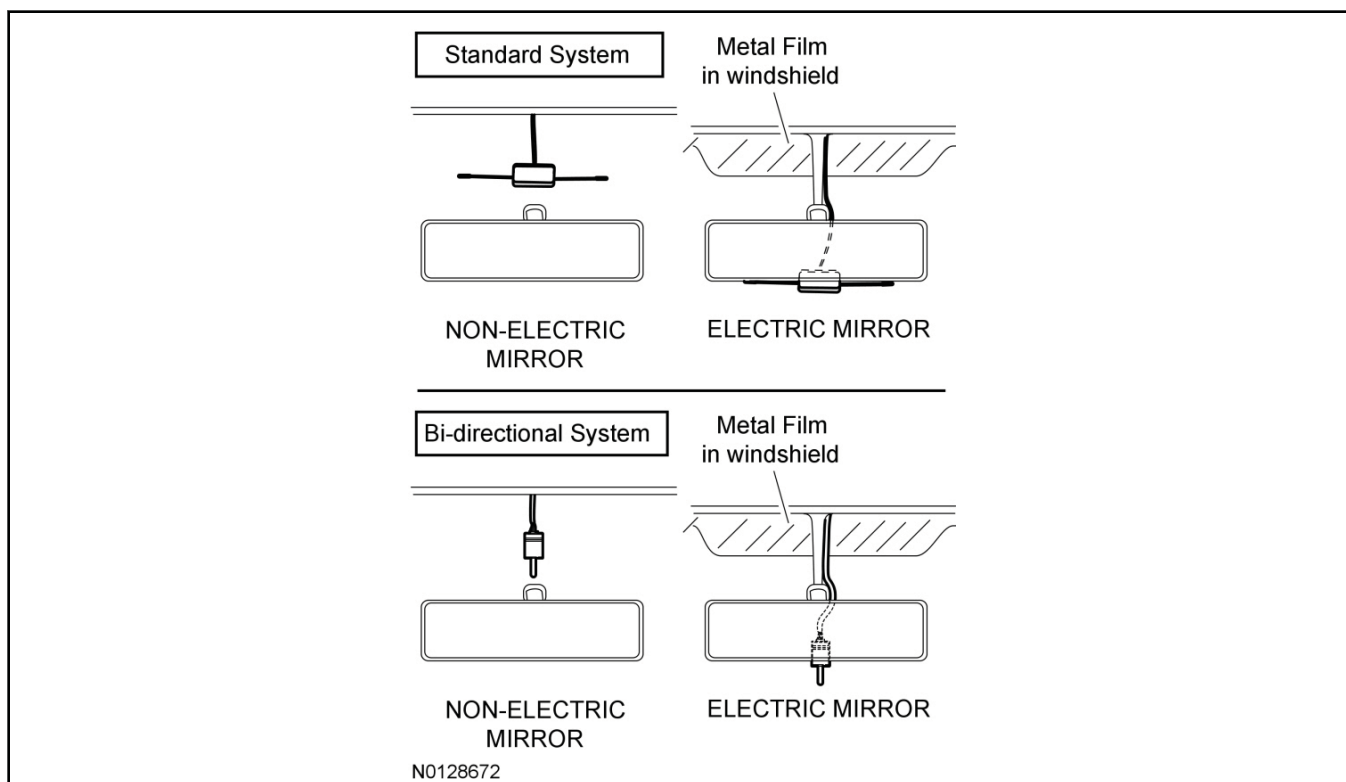 Standard System
Metal Film
in windshield
NON-ELECTRIC
MIRROR
ELECTRIC MIRROR
Bi-directional System
Metal Film
in windshield
NON-ELECTRIC
MIRROR
ELECTRIC MIRROR
N0128672